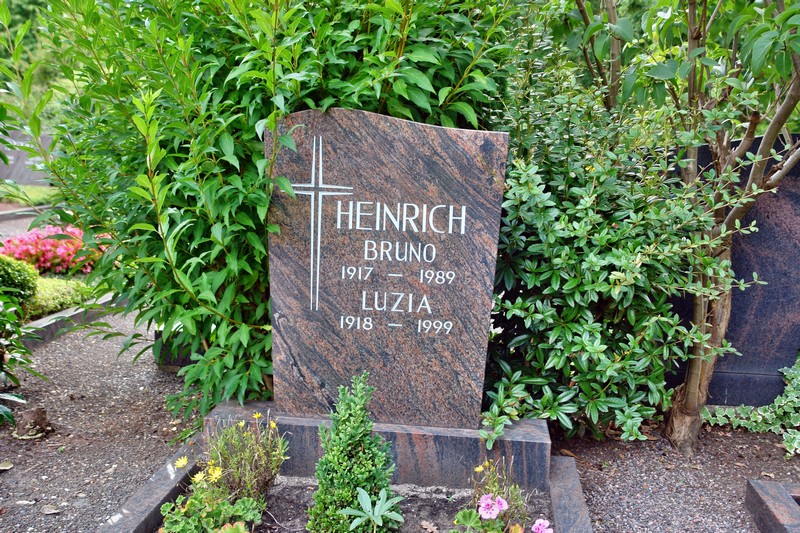 HEINRICH
BRUNO
1917 – 1989
LUZIA
1918 – 1999